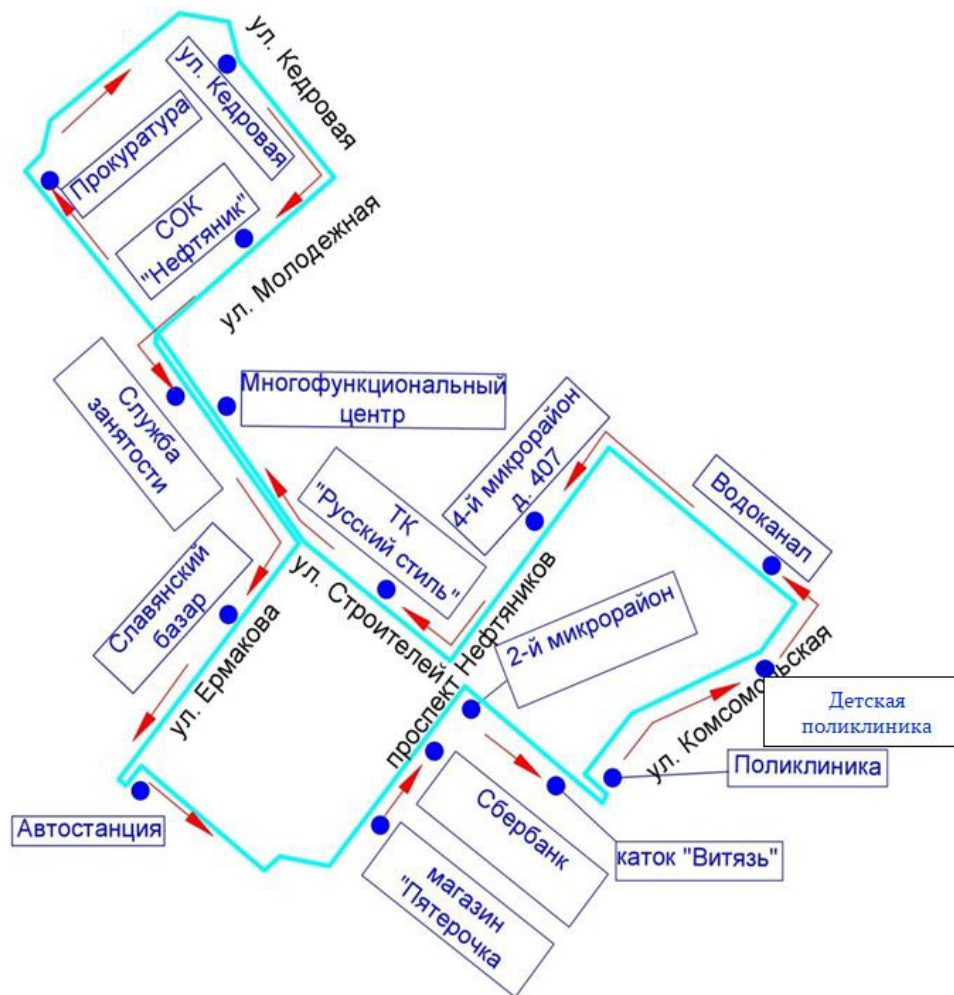 ул. Кедровая
ул. Кедровая
Прокуратура
СОК
"Нефтяник"
ул. Молодежная
Многофункциональный
центр
Служба
занятости
4-й микрорайон
д. 407
Водоканал
ТК
"Русский стиль"
Славянский
базар
ул. Строителей
проспект Нефтяников
2-й микрорайон
ул. Ермакова
ул. Комсомольская
Детская
поликлиника
Поликлиника
Автостанция
Сбербанк
каток "Витязь"
магазин
"Пятерочка